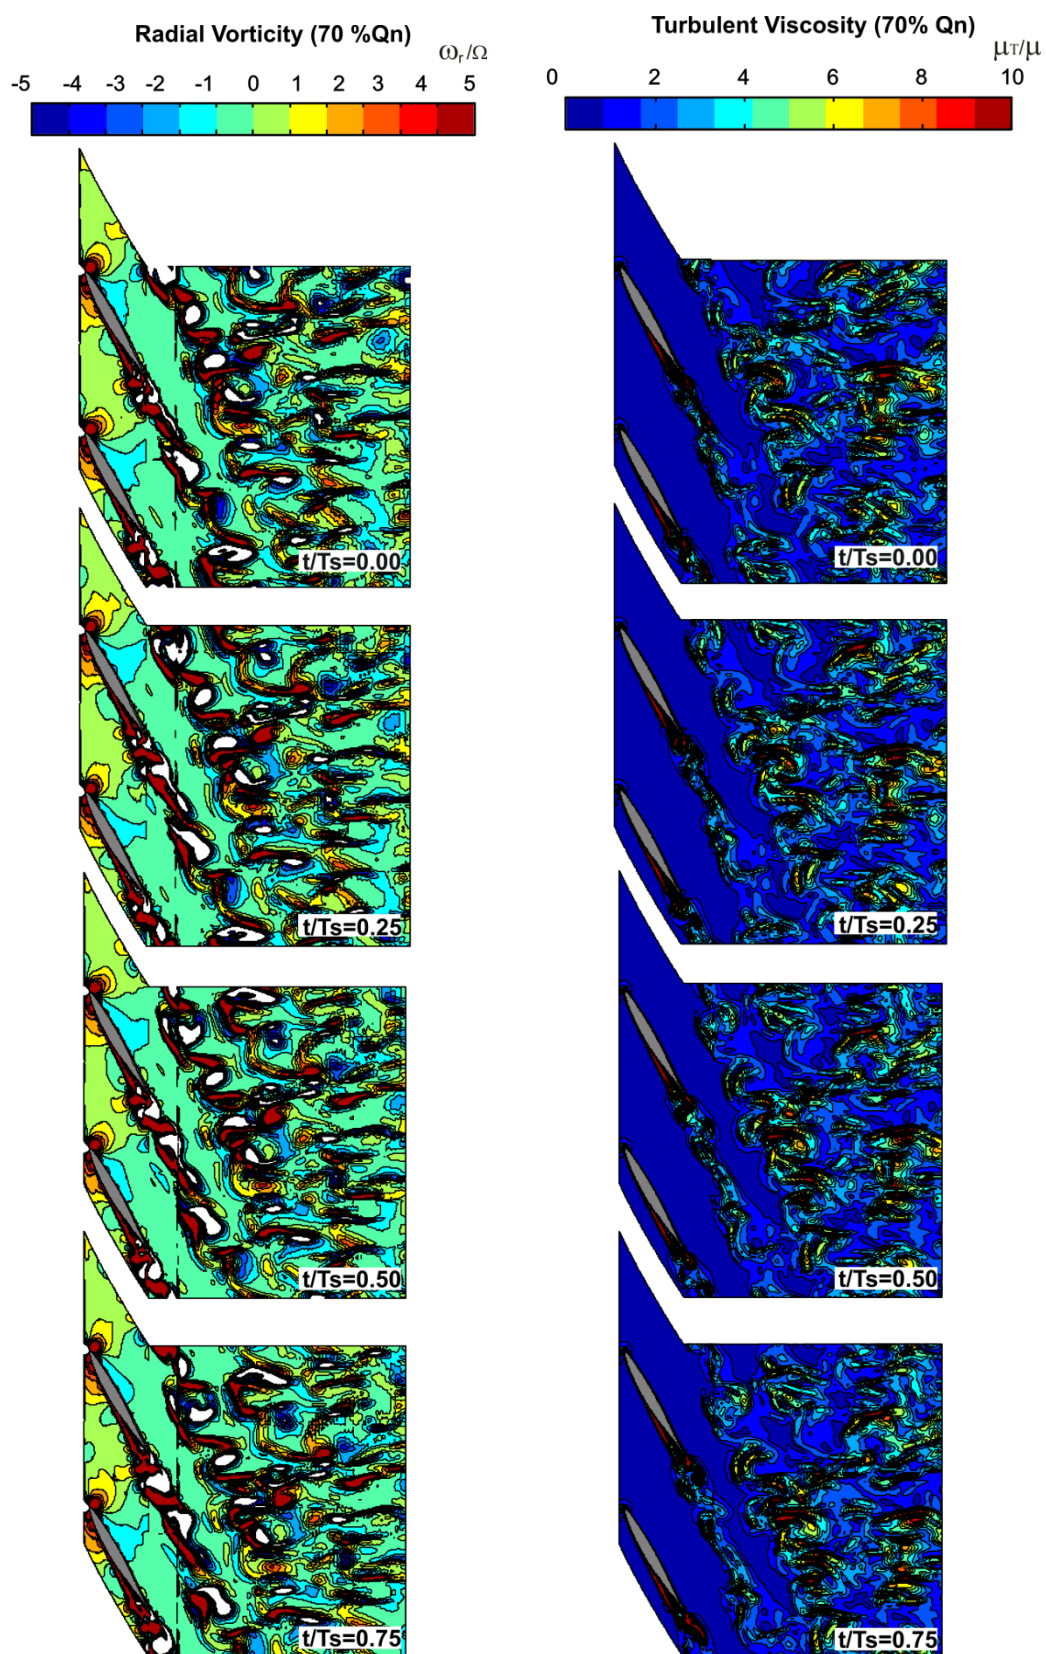 Radial Vorticity (70 %Qn)
ωr/Ω
-5 -4 -3 -2 -1 0 1 2 3 4 5
t/Ts=0.00
t/Ts=0.25
t/Ts=0.50
t/Ts=0.75
Turbulent Viscosity (70% Qn)
μT/μ
0 2 4 6 8 10
t/Ts=0.00
t/Ts=0.25
t/Ts=0.50
t/Ts=0.75